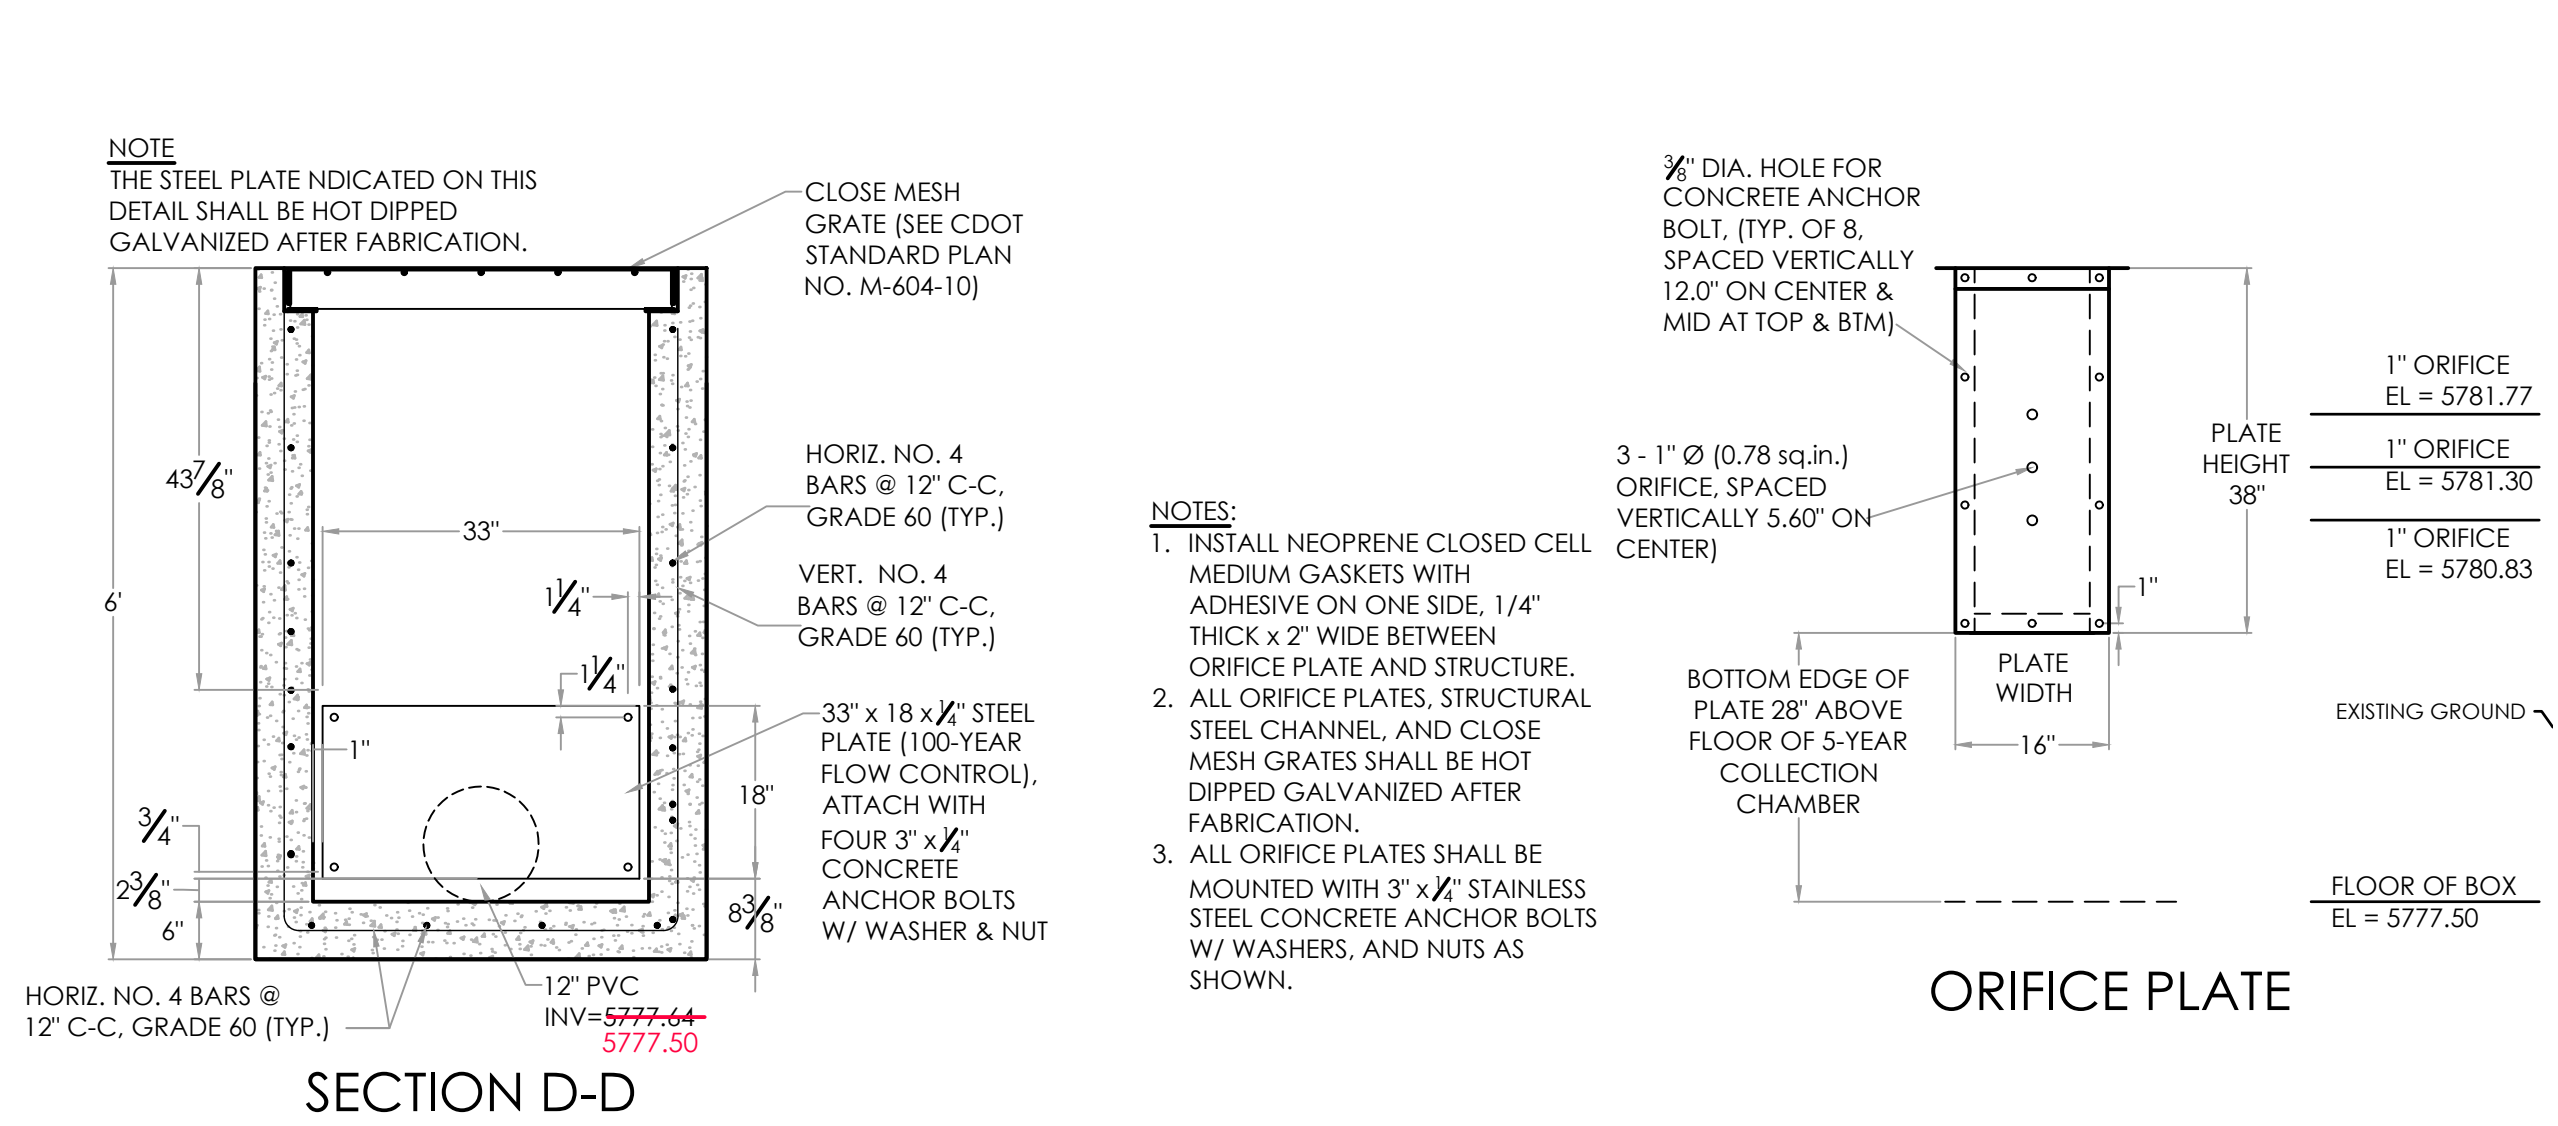 NOTE
THE STEEL PLATE NDICATED ON THIS
DETAIL SHALL BE HOT DIPPED
GALVANIZED AFTER FABRICATION.
CLOSE MESH
GRATE (SEE CDOT
STANDARD PLAN
NO. M-604-10)
43 7/8"
6'
33"
HORIZ. NO. 4
BARS @ 12" C-C,
GRADE 60 (TYP.)
1 1/4"
VERT. NO. 4
BARS @ 12" C-C,
GRADE 60 (TYP.)
1 1/4"
33" x 18 x 1/4" STEEL
PLATE (100-YEAR
FLOW CONTROL),
ATTACH WITH
FOUR 3" x 1/4"
CONCRETE
ANCHOR BOLTS
W/ WASHER & NUT
1"
18"
3/4"
2 3/8"
6"
8 3/8"
12" PVC
INV=5777.64
5777.50
HORIZ. NO. 4 BARS @
12" C-C, GRADE 60 (TYP.)
SECTION D-D
NOTES:
1. INSTALL NEOPRENE CLOSED CELL
MEDIUM GASKETS WITH
ADHESIVE ON ONE SIDE, 1/4"
THICK x 2" WIDE BETWEEN
ORIFICE PLATE AND STRUCTURE.
2. ALL ORIFICE PLATES, STRUCTURAL
STEEL CHANNEL, AND CLOSE
MESH GRATES SHALL BE HOT
DIPPED GALVANIZED AFTER
FABRICATION.
3. ALL ORIFICE PLATES SHALL BE
MOUNTED WITH 3" x 1/4" STAINLESS
STEEL CONCRETE ANCHOR BOLTS
W/ WASHERS, AND NUTS AS
SHOWN.
3/8" DIA. HOLE FOR
CONCRETE ANCHOR
BOLT, (TYP. OF 8,
SPACED VERTICALLY
12.0" ON CENTER &
MID AT TOP & BTM)
3 - 1" Ø (0.78 sq.in.)
ORIFICE, SPACED
VERTICALLY 5.60" ON
CENTER)
PLATE
HEIGHT
38"
1"
PLATE
WIDTH
16"
BOTTOM EDGE OF
PLATE 28" ABOVE
FLOOR OF 5-YEAR
COLLECTION
CHAMBER
1" ORIFICE
EL = 5781.77
1" ORIFICE
EL = 5781.30
1" ORIFICE
EL = 5780.83
EXISTING GROUND
FLOOR OF BOX
EL = 5777.50
ORIFICE PLATE